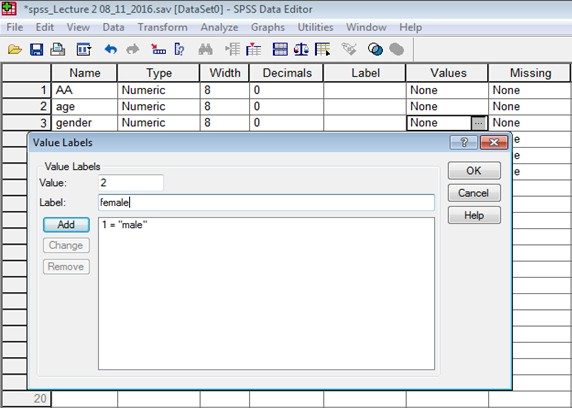 *spss_Lecture 2 08_11_2016.sav [DataSet0] - SPSS Data Editor
File Edit View Data Transform Analyze Graphs Utilities Window Help
Name Type Width Decimals Label Values Missing
1 AA Numeric 8 0 None None
2 age Numeric 8 0 None None
3 gender Numeric 8 0 None ... None
Value Labels ?
ne
Value Labels
ne
Value: 2 OK
ne
Label: female Cancel
Add 1 = "male" Help
Change
Remove
20